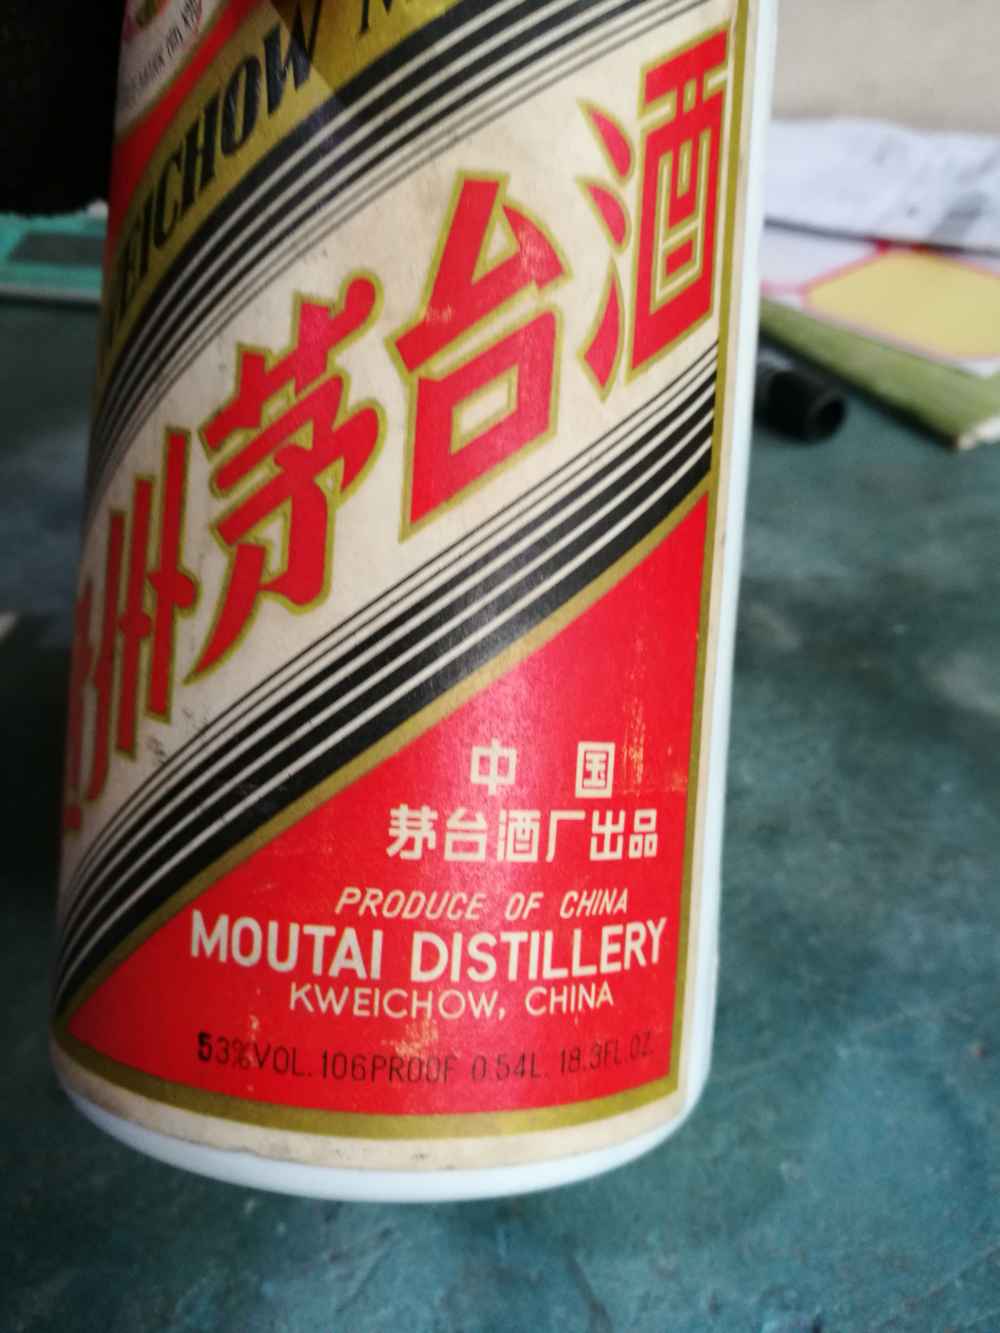 EICHOW
州茅台酒
中国
茅台酒厂出品
PRODUCE OF CHINA
MOUTAI DISTILLERY
KWEICHOW, CHINA
53%VOL. 106PROOF 0.54L. 18.3FL.OZ.